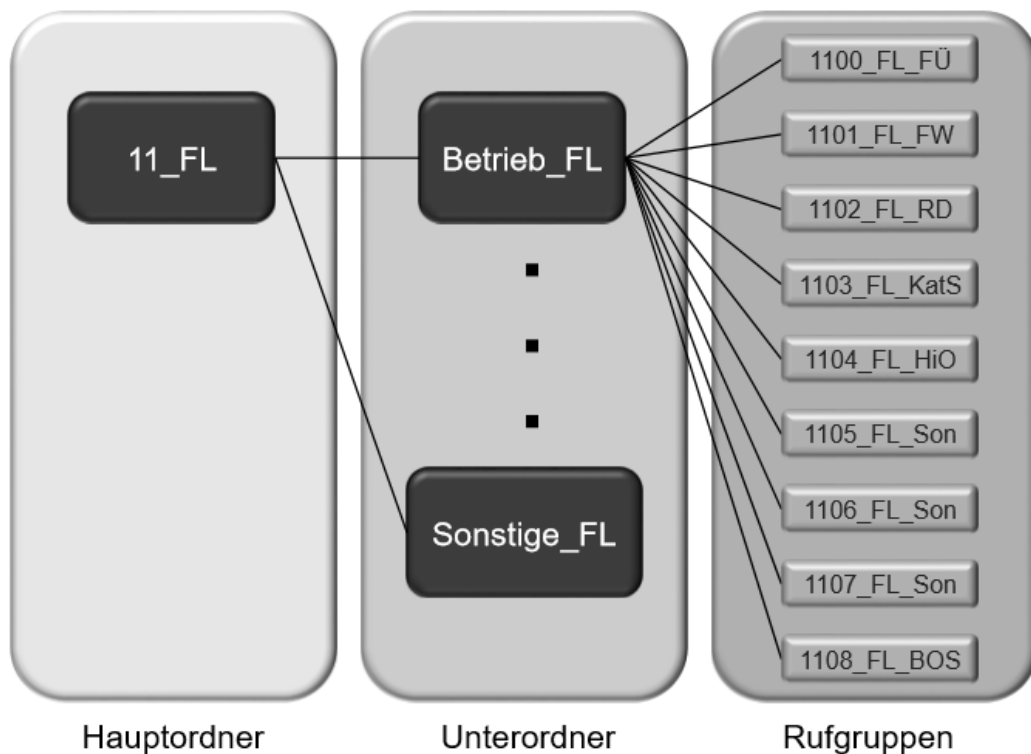 11_FL
Betrieb_FL
Sonstige_FL
1100_FL_FÜ
1101_FL_FW
1102_FL_RD
1103_FL_KatS
1104_FL_HiO
1105_FL_Son
1106_FL_Son
1107_FL_Son
1108_FL_BOS
Hauptordner
Unterordner
Rufgruppen